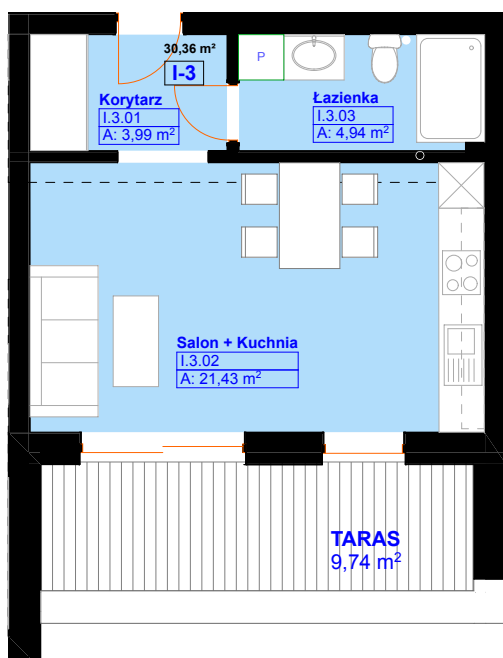 30,36 m²
I-3
P
Korytarz
I.3.01
A: 3,99 m²
Łazienka
I.3.03
A: 4,94 m²
Salon + Kuchnia
I.3.02
A: 21,43 m²
TARAS
9,74 m²